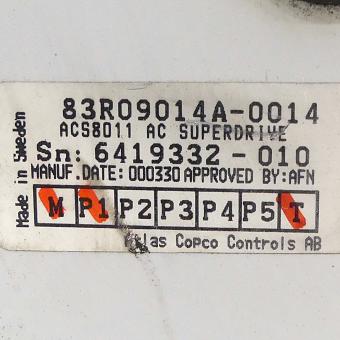 83R09014A-0014
ACS8011 AC SUPERDRIVE
Sn: 6419332-010
MANUF.DATE: 000330 APPROVED BY:AFN
M P1 P2 P3 P4 P5 T
Copco Controls AB
Made in Sweden